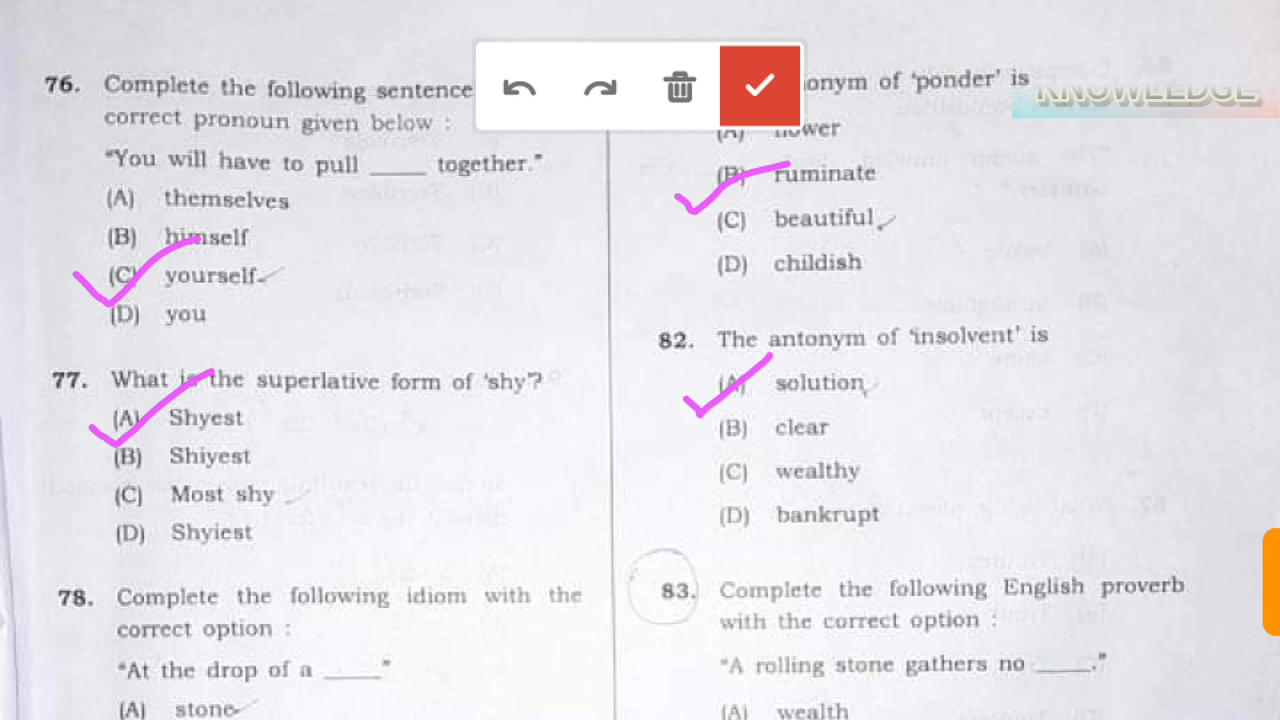 76. Complete the following sentence
correct pronoun given below :
“You will have to pull _____ together.”
(A) themselves
(B) himself
(C) yourself
(D) you
77. What is the superlative form of ‘shy’?
(A) Shyest
(B) Shiyest
(C) Most shy
(D) Shyiest
78. Complete the following idiom with the
correct option :
“At the drop of a _____”
(A) stone
onym of ‘ponder’ is
(A)
(B) ruminate
(C) beautiful
(D) childish
82. The antonym of ‘insolvent’ is
(A) solution
(B) clear
(C) wealthy
(D) bankrupt
83. Complete the following English proverb
with the correct option :
“A rolling stone gathers no _____.”
(A) wealth
KNOWLEDGE